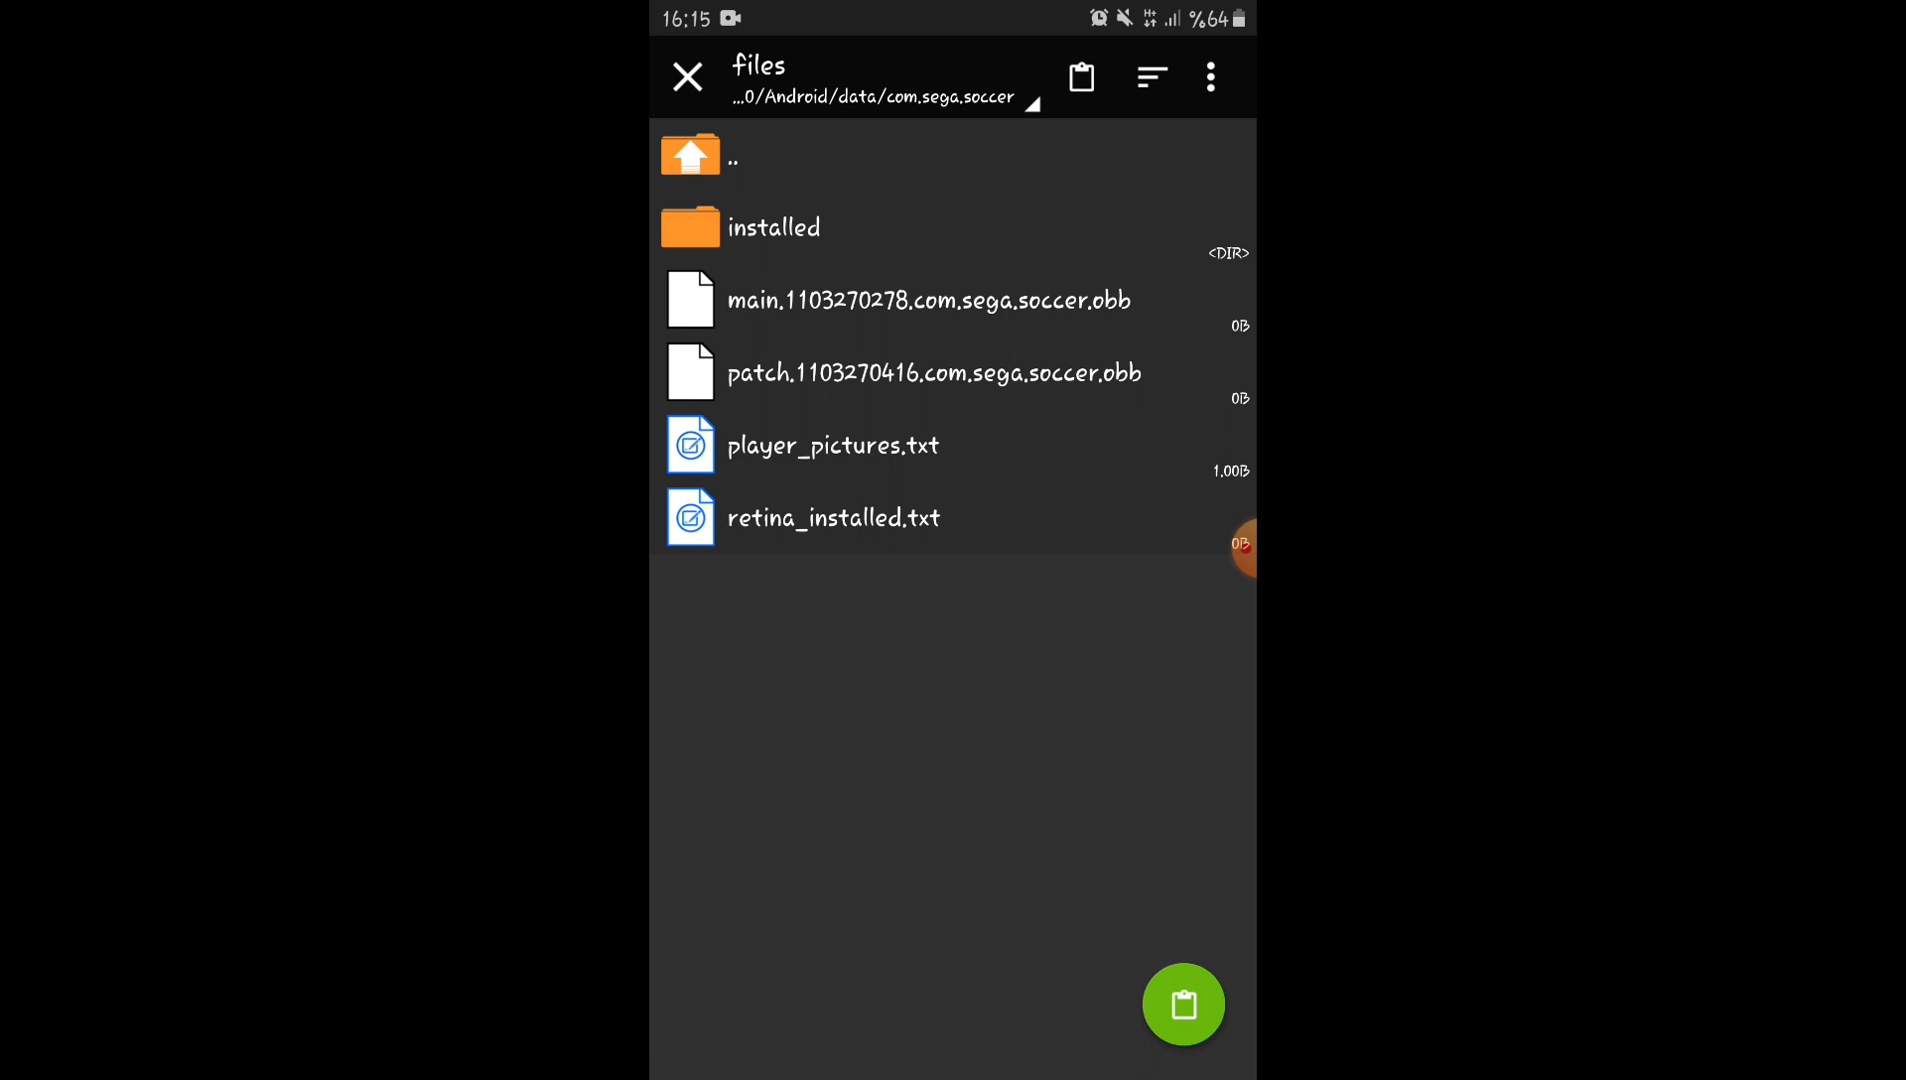 16:15 %64
files
...0/Android/data/com.sega.soccer
..
installed
<DIR>
main.1103270278.com.sega.soccer.obb
0B
patch.1103270416.com.sega.soccer.obb
0B
player_pictures.txt
1.00B
retina_installed.txt
0B